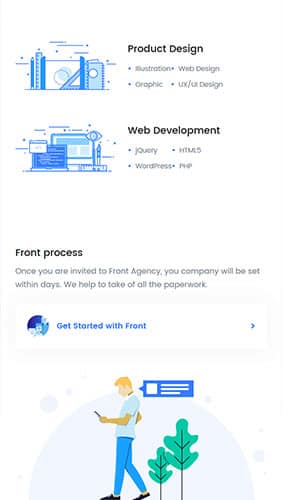 Product Design
Illustration Web Design
Graphic UX/UI Design
Web Development
jQuery HTML5
WordPress PHP
Front process
Once you are invited to Front Agency, you company will be set
within days. We help to take of all the paperwork.
Get Started with Front